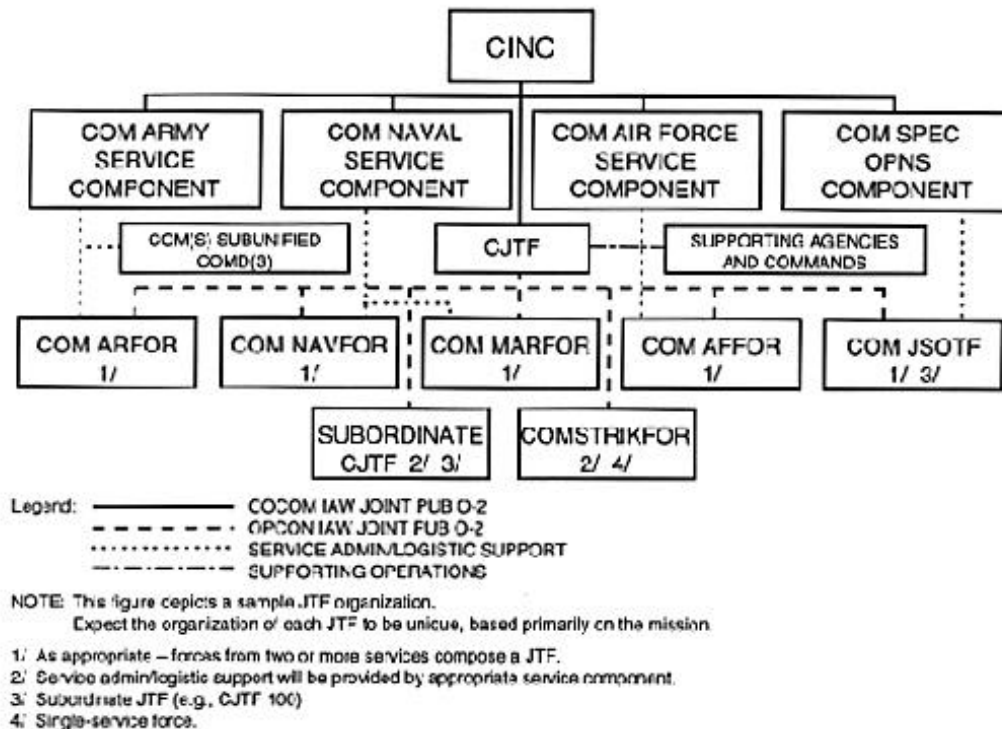 CINC
COM ARMY
SERVICE
COMPONENT
COM NAVAL
SERVICE
COMPONENT
COM AIR FORCE
SERVICE
COMPONENT
COM SPEC
OPNS
COMPONENT
COM(S) SUBUNIFIED
COMD(3)
CJTF
SUPPORTING AGENCIES
AND COMMANDS
COM ARFOR
1/
COM NAVFOR
1/
COM MARFOR
1/
COM AFFOR
1/
COM JSOTF
1/ 3/
SUBORDINATE
CJTF 2/ 3/
COMSTRIKFOR
2/ 4/
Legend:
COCOM IAW JOINT PUB O-2
OPCON IAW JOINT PUB O-2
SERVICE ADMIN/LOGISTIC SUPPORT
SUPPORTING OPERATIONS
NOTE: This figure depicts a sample JTF organization.
Expect the organization of each JTF to be unique, based primarily on the mission.
1/ As appropriate – forces from two or more services compose a JTF.
2/ Service admin/logistic support will be provided by appropriate service component.
3/ Subordinate JTF (e.g., CJTF 100)
4/ Single-service force.